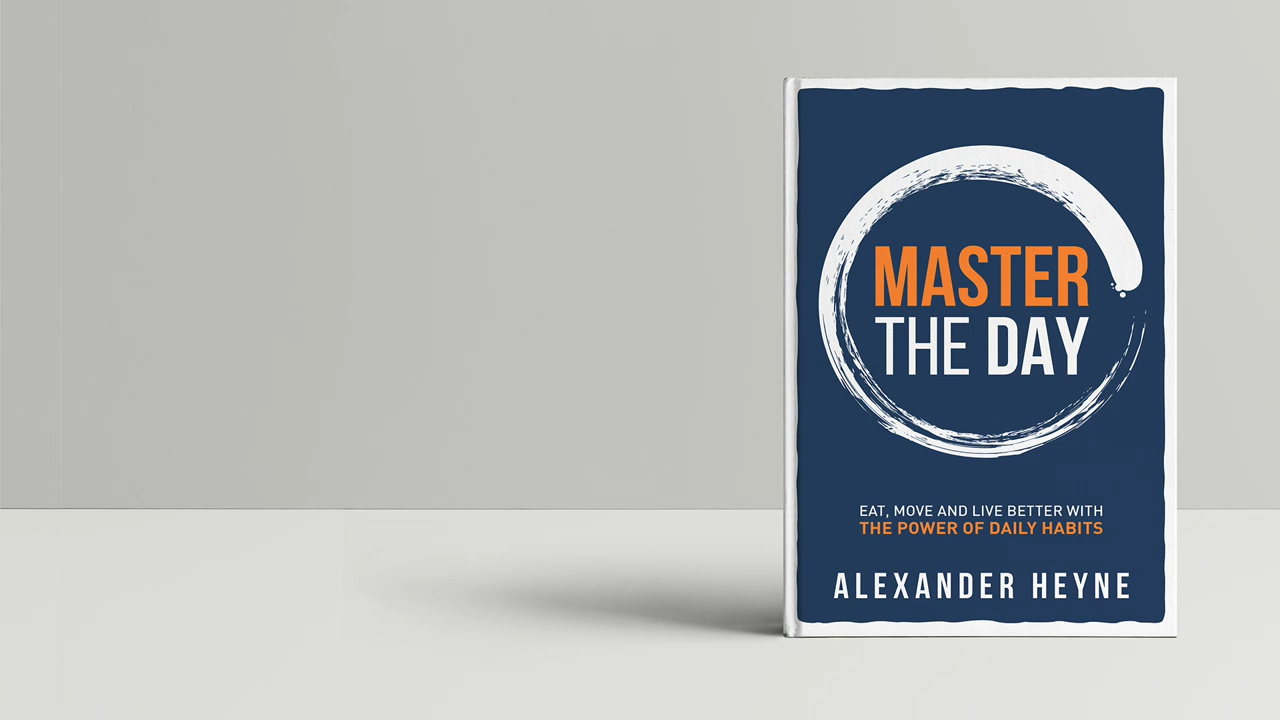 MASTER
THE DAY
EAT, MOVE AND LIVE BETTER WITH
THE POWER OF DAILY HABITS
ALEXANDER HEYNE